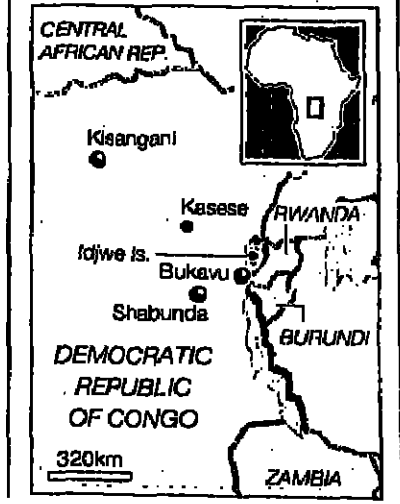 CENTRAL
AFRICAN REP.
Kisangani
Kasese
RWANDA
Idjwe Is.
Bukavu
Shabunda
BURUNDI
DEMOCRATIC
REPUBLIC
OF CONGO
320km
ZAMBIA